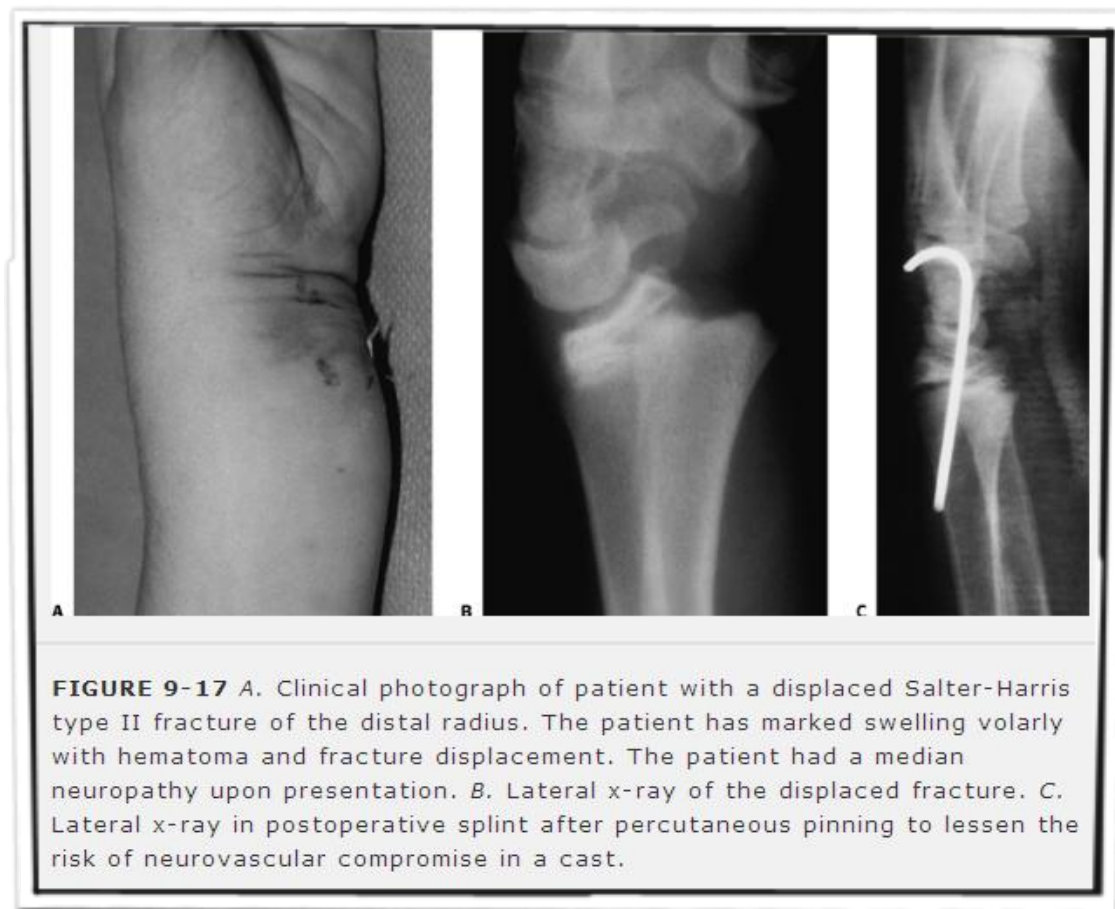 A
B
C
FIGURE 9-17 A. Clinical photograph of patient with a displaced Salter-Harris
type II fracture of the distal radius. The patient has marked swelling volarly
with hematoma and fracture displacement. The patient had a median
neuropathy upon presentation. B. Lateral x-ray of the displaced fracture. C.
Lateral x-ray in postoperative splint after percutaneous pinning to lessen the
risk of neurovascular compromise in a cast.